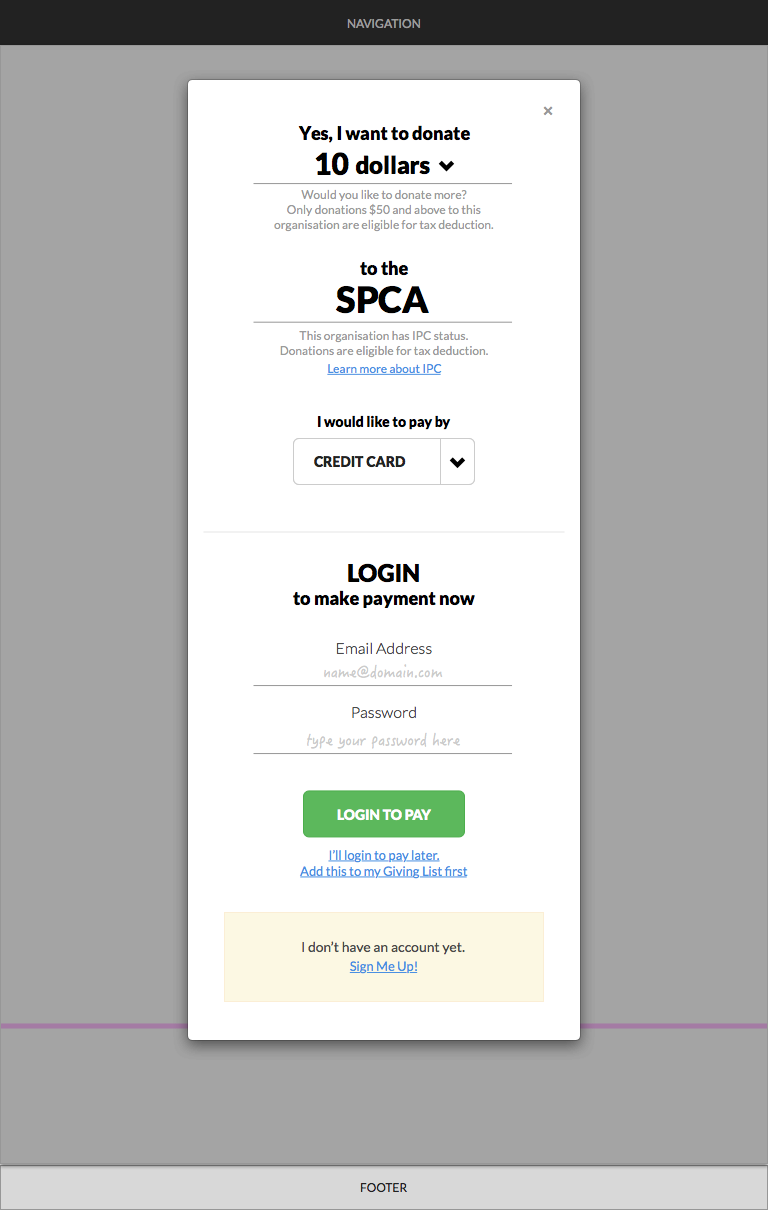 NAVIGATION
×
Yes, I want to donate
10 dollars
Would you like to donate more?
Only donations $50 and above to this
organisation are eligible for tax deduction.
to the
SPCA
This organisation has IPC status.
Donations are eligible for tax deduction.
Learn more about IPC
I would like to pay by
CREDIT CARD
LOGIN
to make payment now
Email Address
name@domain.com
Password
type your password here
LOGIN TO PAY
I'll login to pay later.
Add this to my Giving List first
I don't have an account yet.
Sign Me Up!
FOOTER